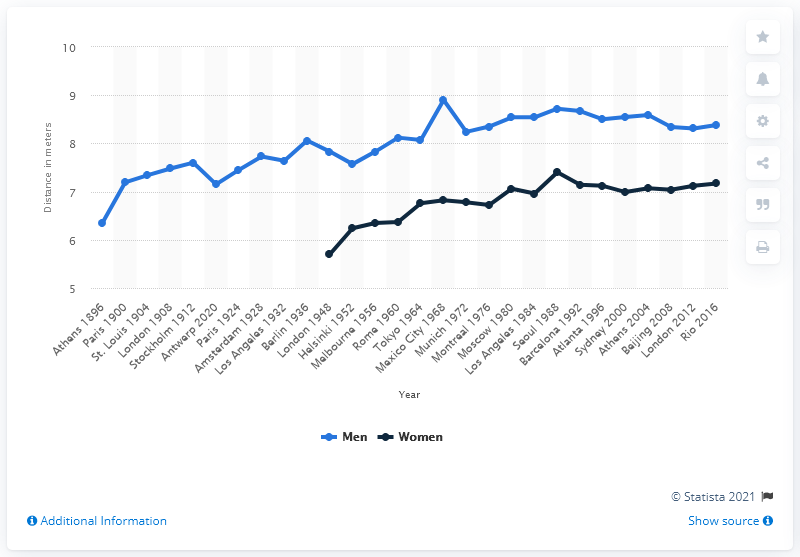 10
9
8
7
6
5
Distance in meters
Athens 1896
Paris 1900
St. Louis 1904
London 1908
Stockholm 1912
Antwerp 2020
Paris 1924
Amsterdam 1928
Los Angeles 1932
Berlin 1936
London 1948
Helsinki 1952
Melbourne 1956
Rome 1960
Tokyo 1964
Mexico City 1968
Munich 1972
Montreal 1976
Moscow 1980
Los Angeles 1984
Seoul 1988
Barcelona 1992
Atlanta 1996
Sydney 2000
Athens 2004
Beijing 2008
London 2012
Rio 2016
Year
Men Women
© Statista 2021
Additional Information
Show source